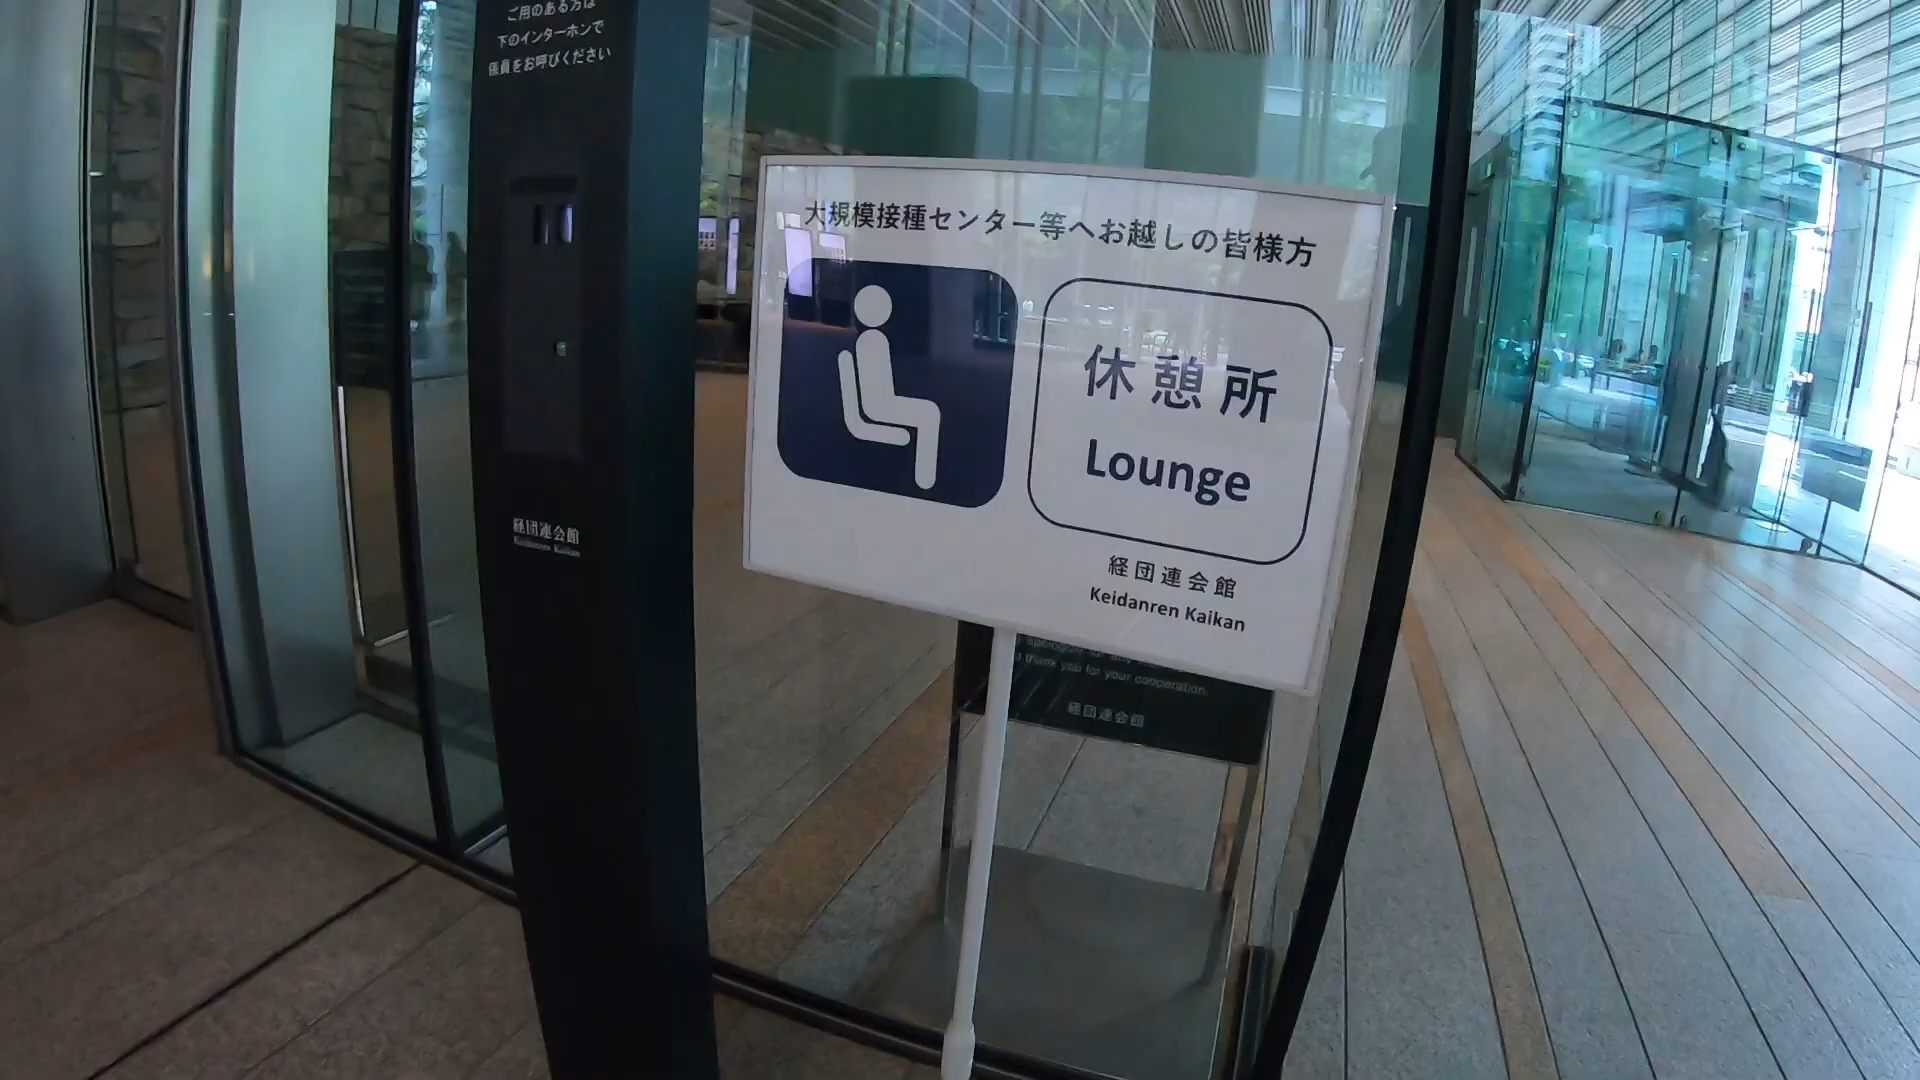 ご用のある方は
下のインターホンで
係員をお呼びください
経団連会館
Keidanren Kaikan
大規模接種センター等へお越しの皆様方
休憩所
Lounge
経団連会館
Keidanren Kaikan
thank you for your cooperation.
経団連会館